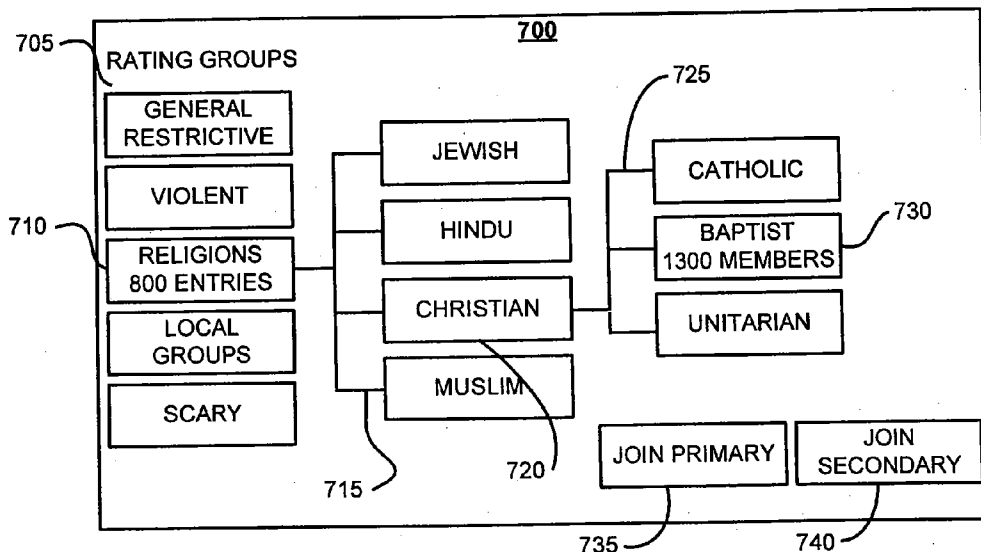 700
705
RATING GROUPS
725
GENERAL
RESTRICTIVE
JEWISH
CATHOLIC
VIOLENT
710
HINDU
BAPTIST
1300 MEMBERS
730
RELIGIONS
800 ENTRIES
CHRISTIAN
UNITARIAN
LOCAL
GROUPS
MUSLIM
SCARY
JOIN PRIMARY
JOIN
SECONDARY
715
720
735
740